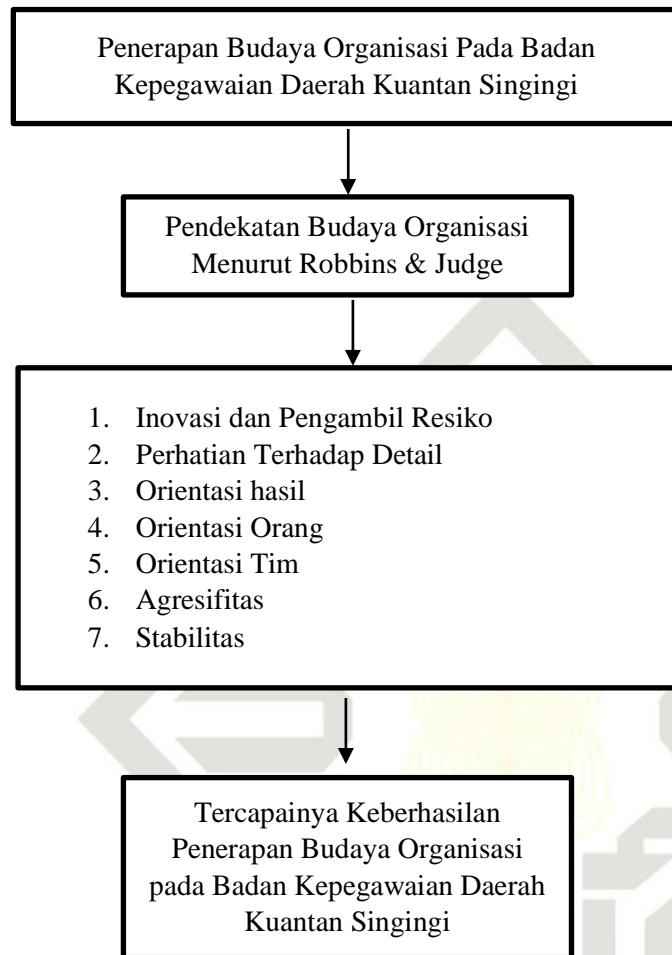 Penerapan Budaya Organisasi Pada Badan
Kepegawaian Daerah Kuantan Singingi
Pendekatan Budaya Organisasi
Menurut Robbins & Judge
1. Inovasi dan Pengambil Resiko
2. Perhatian Terhadap Detail
3. Orientasi hasil
4. Orientasi Orang
5. Orientasi Tim
6. Agresifitas
7. Stabilitas
Tercapainya Keberhasilan
Penerapan Budaya Organisasi
pada Badan Kepegawaian Daerah
Kuantan Singingi